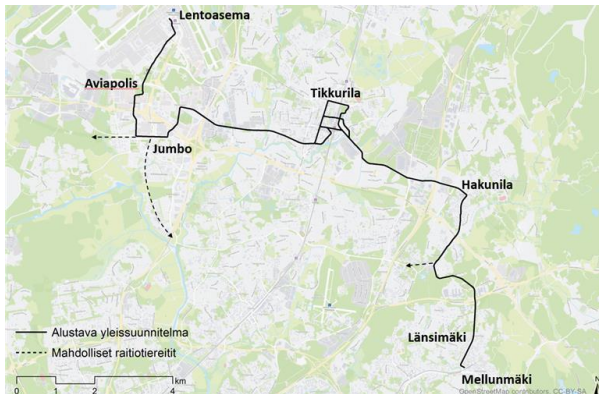 Lentoasema
Aviapolis
Tikkurila
Jumbo
Hakunila
Länsimäki
Alustava yleissuunnitelma
Mahdolliset raitiotiereitit
km
0 1 2 4
Mellunmäki
N
OpenStreetMap contributors, CC-BY-SA